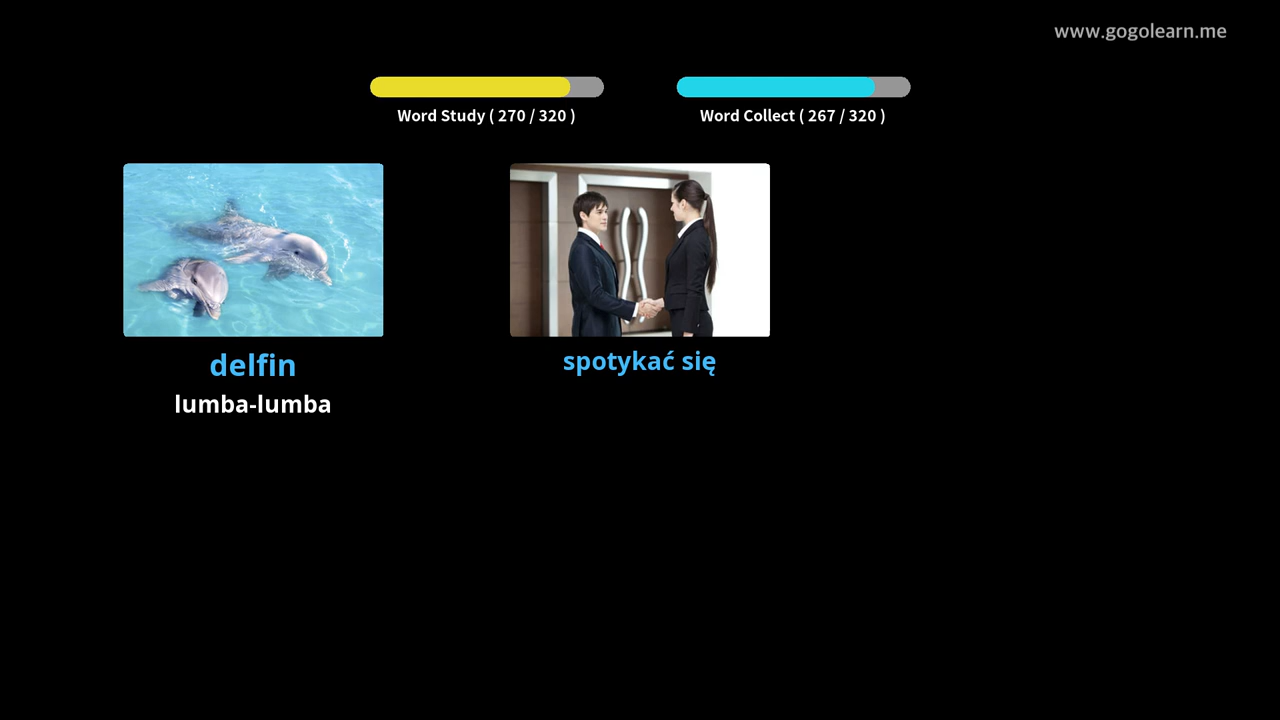 www.gogolearn.me
Word Study ( 270 / 320 )
Word Collect ( 267 / 320 )
delfin
lumba-lumba
spotykać się